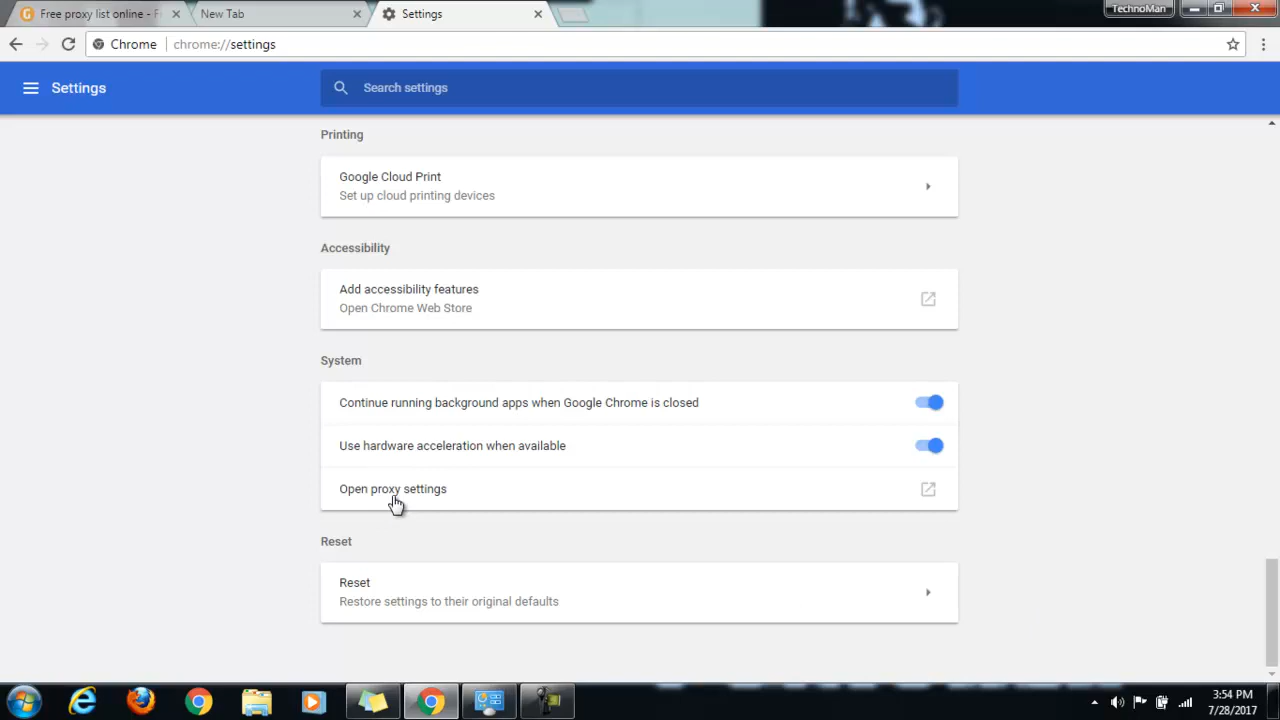 Free proxy list online - F
New Tab
Settings
TechnoMan
Chrome
chrome://settings
Settings
Search settings
Printing
Google Cloud Print
Set up cloud printing devices
Accessibility
Add accessibility features
Open Chrome Web Store
System
Continue running background apps when Google Chrome is closed
Use hardware acceleration when available
Open proxy settings
Reset
Reset
Restore settings to their original defaults
3:54 PM
7/28/2017